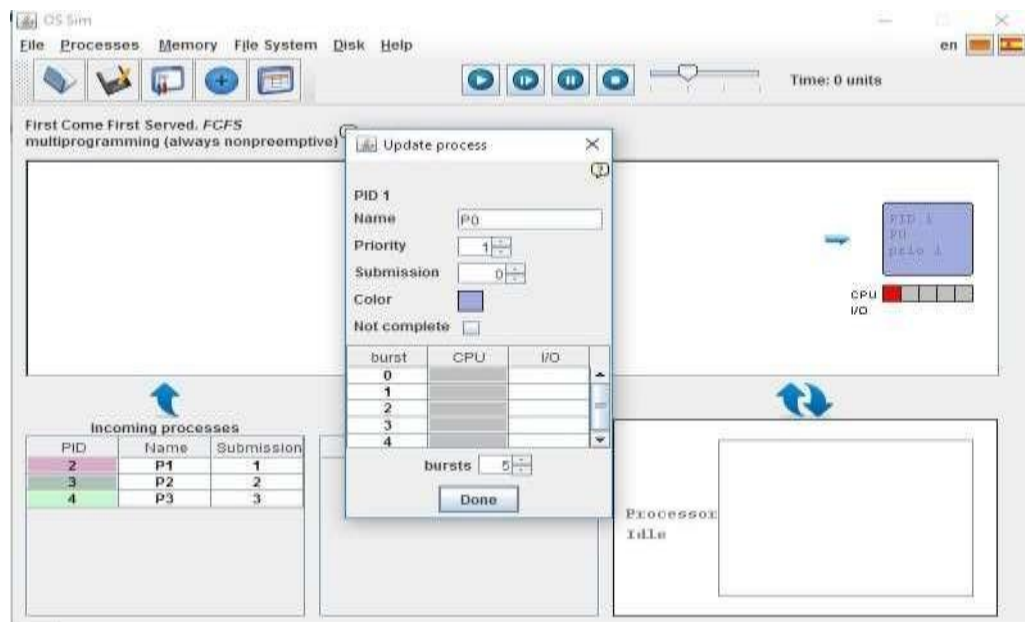 OS Sim
File Processes Memory File System Disk Help en
Time: 0 units
First Come First Served. FCFS
multiprogramming (always nonpreemptive)
Update process
PID 1
Name P0
Priority 1
Submission 0
Color
Not complete
burst CPU I/O
0
1
2
3
4
bursts 5
Done
PID 1
P0
prio 1
CPU
I/O
Incoming processes
PID Name Submission
2 P1 1
3 P2 2
4 P3 3
Processor
Idle